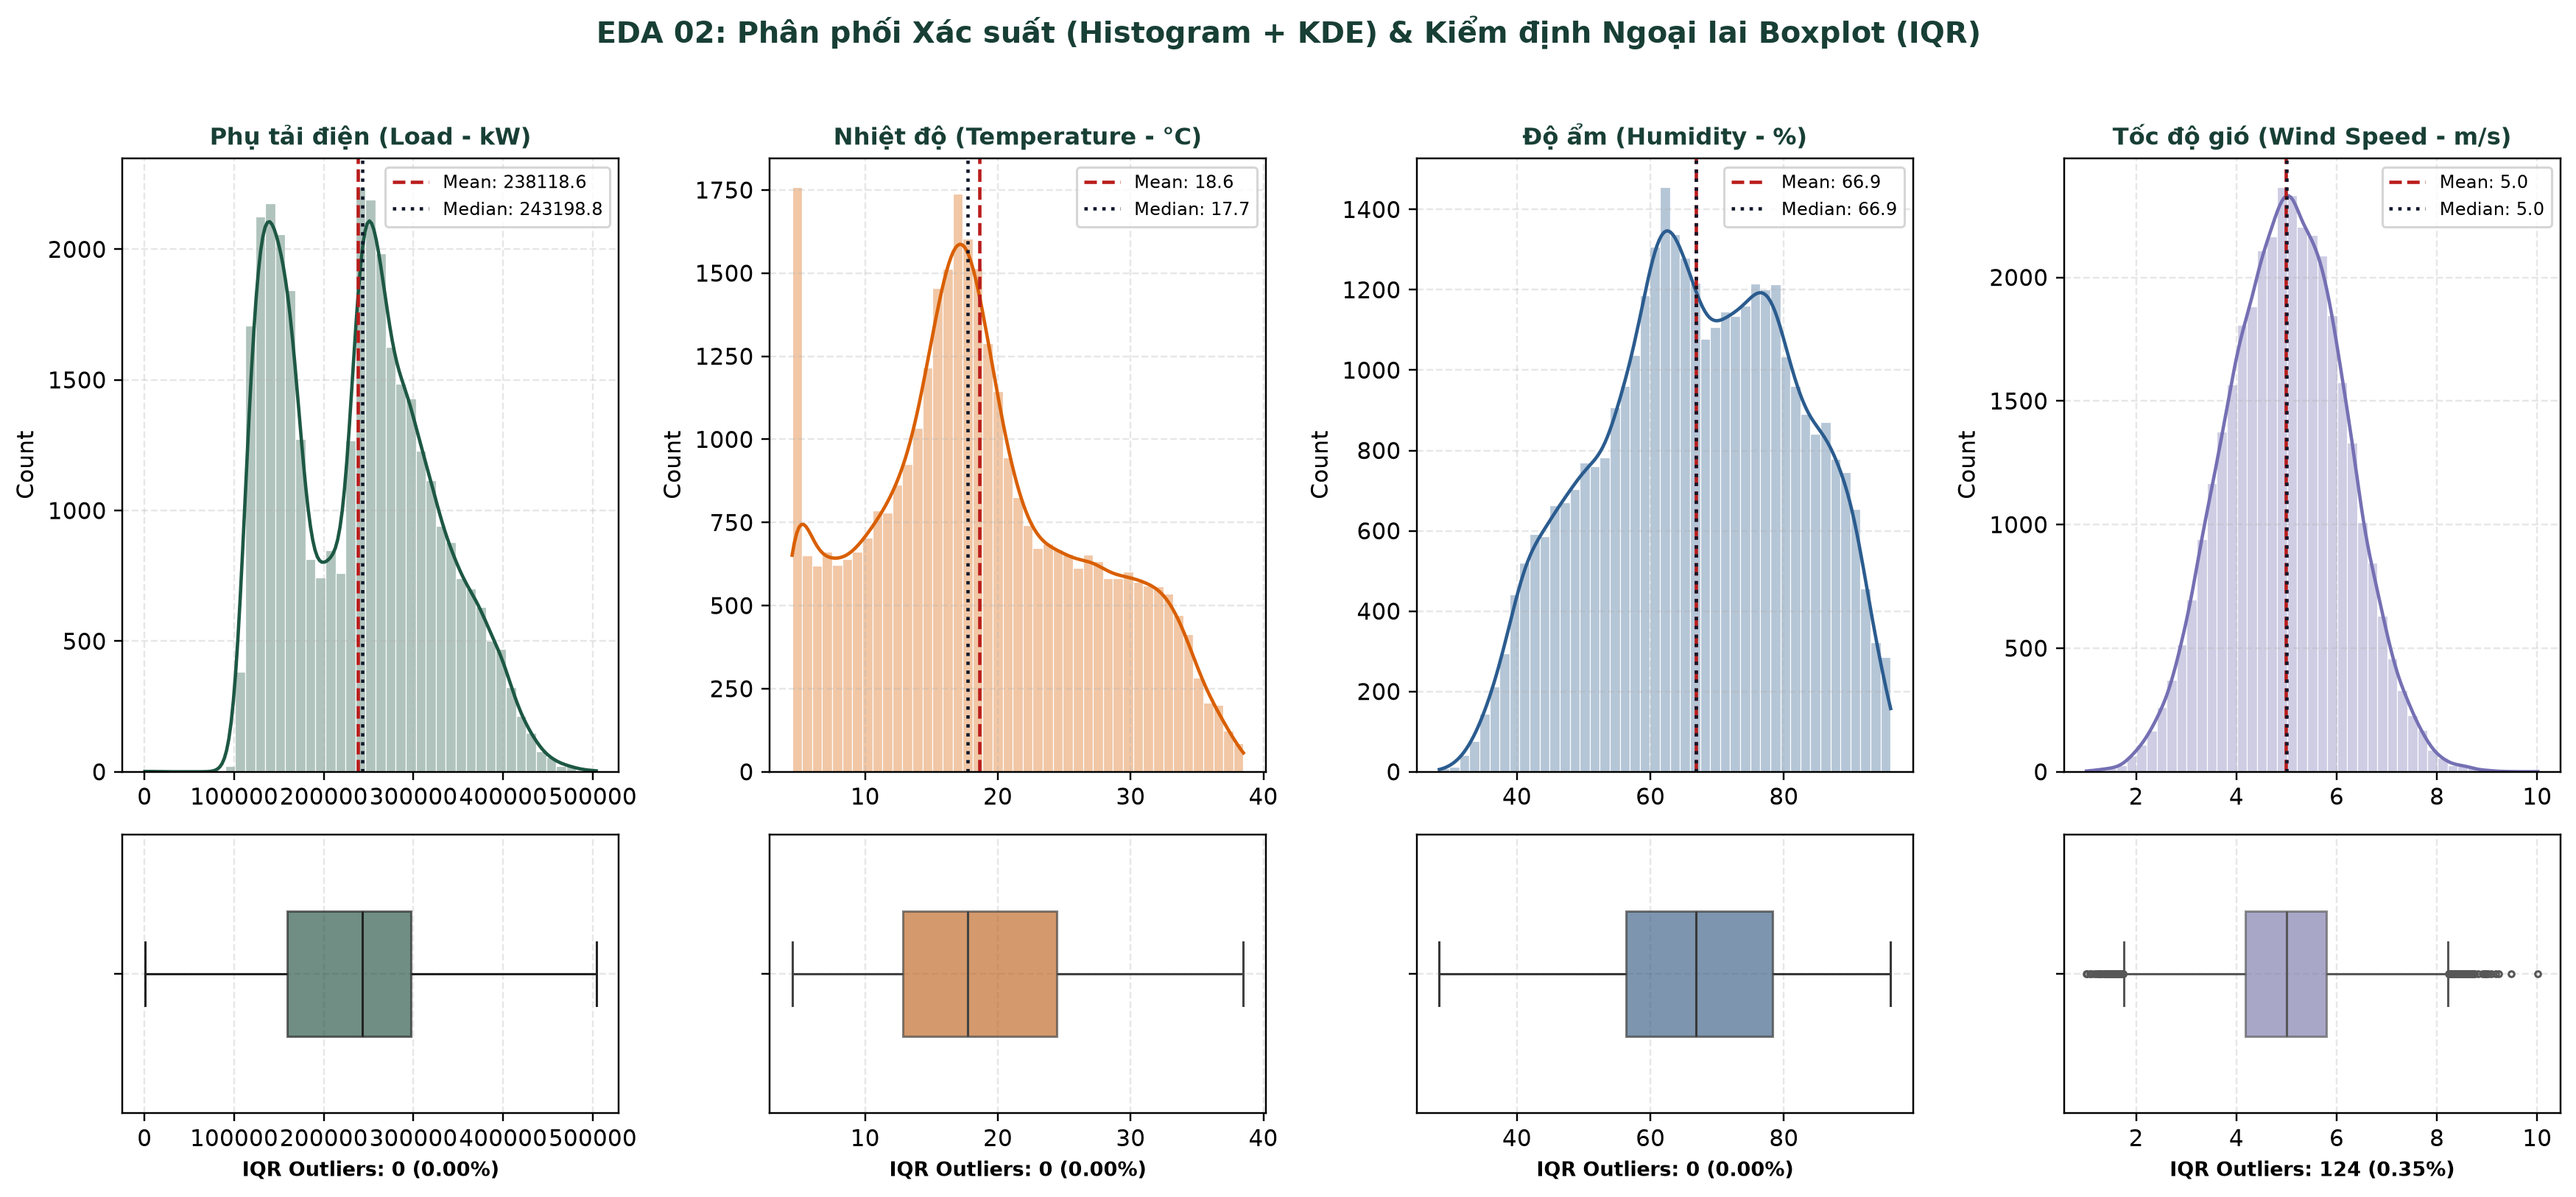 EDA 02: Phân phối Xác suất (Histogram + KDE) & Kiểm định Ngoại lai Boxplot (IQR)
Phụ tải điện (Load - kW)
Mean: 238118.6
Median: 243198.8
Count
2000
1500
1000
500
0
0 100000 200000 300000 400000 500000
0 100000 200000 300000 400000 500000
IQR Outliers: 0 (0.00%)
Nhiệt độ (Temperature - °C)
Mean: 18.6
Median: 17.7
Count
1750
1500
1250
1000
750
500
250
0
10 20 30 40
10 20 30 40
IQR Outliers: 0 (0.00%)
Độ ẩm (Humidity - %)
Mean: 66.9
Median: 66.9
Count
1400
1200
1000
800
600
400
200
0
40 60 80
40 60 80
IQR Outliers: 0 (0.00%)
Tốc độ gió (Wind Speed - m/s)
Mean: 5.0
Median: 5.0
Count
2000
1500
1000
500
0
2 4 6 8 10
2 4 6 8 10
IQR Outliers: 124 (0.35%)